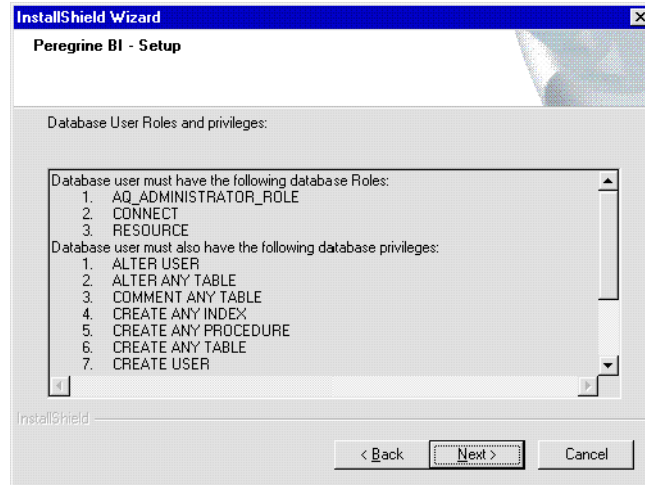 InstallShield Wizard
Peregrine BI - Setup
Database User Roles and privileges:
Database user must have the following database Roles:
1. AQ_ADMINISTRATOR_ROLE
2. CONNECT
3. RESOURCE
Database user must also have the following database privileges:
1. ALTER USER
2. ALTER ANY TABLE
3. COMMENT ANY TABLE
4. CREATE ANY INDEX
5. CREATE ANY PROCEDURE
6. CREATE ANY TABLE
7. CREATE USER
InstallShield
< Back Next > Cancel